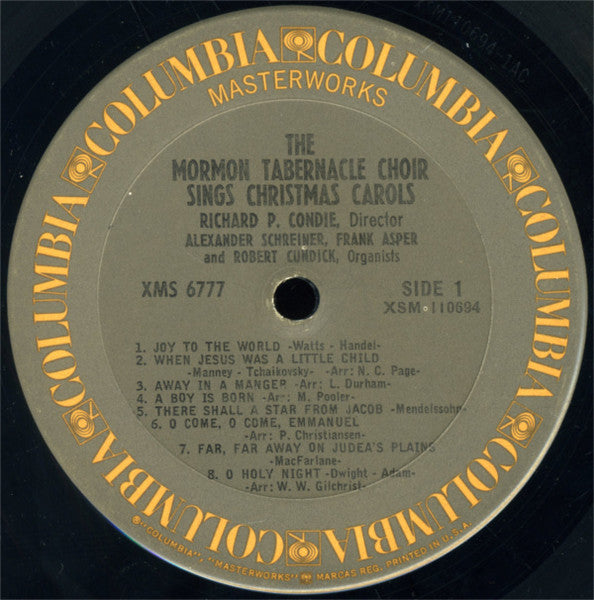 COLUMBIA COLUMBIA COLUMBIA COLUMBIA COLUMBIA COLUMBIA COLUMBIA COLUMBIA
MASTERWORKS
THE
MORMON TABERNACLE CHOIR
SINGS CHRISTMAS CAROLS
RICHARD P. CONDIE, Director
ALEXANDER SCHREINER, FRANK ASPER
and ROBERT CUNDICK, Organists
XMS 6777
SIDE 1
XSM 110694
1. JOY TO THE WORLD -Watts - Handel-
2. WHEN JESUS WAS A LITTLE CHILD
-Manney - Tchaikovsky- -Arr: N. C. Page-
3. AWAY IN A MANGER -Arr: L. Durham-
4. A BOY IS BORN -Arr: M. Pooler-
5. THERE SHALL A STAR FROM JACOB -Mendelssohn-
6. O COME, O COME, EMMANUEL
-Arr: P. Christiansen-
7. FAR, FAR AWAY ON JUDEA'S PLAINS
-MacFarlane-
8. O HOLY NIGHT -Dwight - Adam-
-Arr: W. W. Gilchrist-
®"COLUMBIA", "MASTERWORKS", MARCAS REG. PRINTED IN U.S.A.